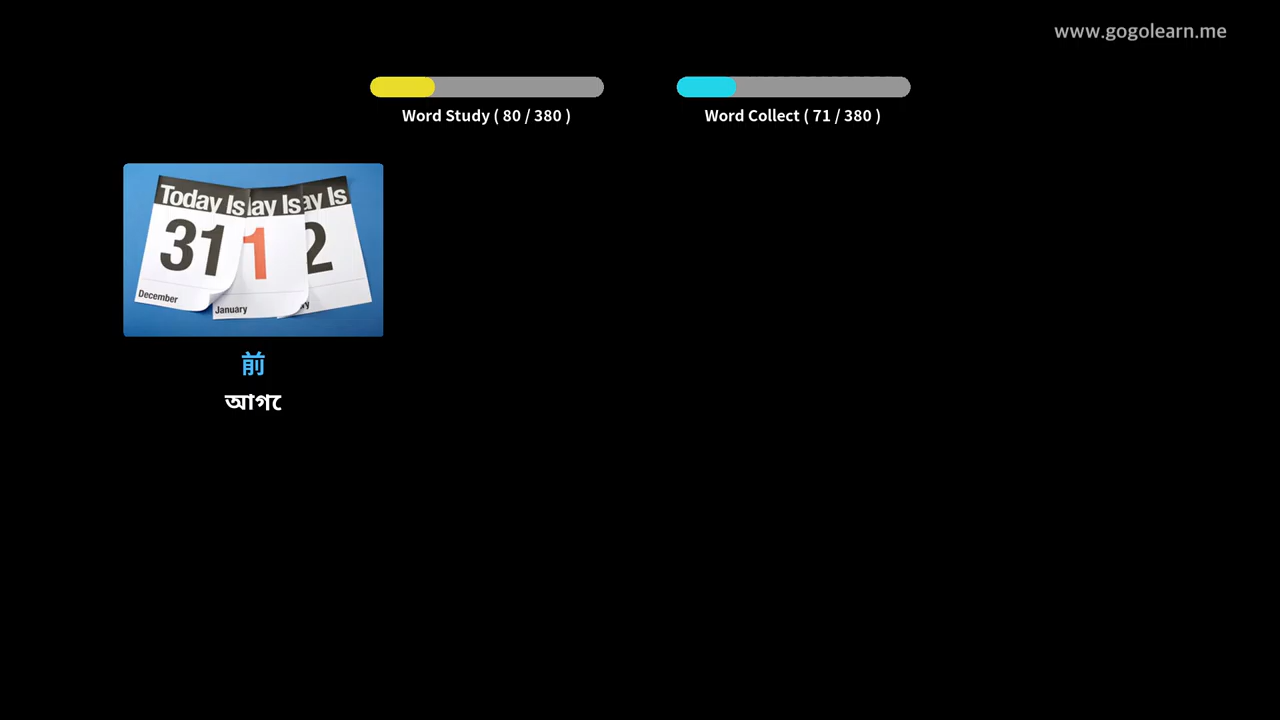 www.gogolearn.me
Word Study ( 80 / 380 )
Word Collect ( 71 / 380 )
Today Is
ay Is
ay Is
31
1
2
December
January
ry
前
আগে